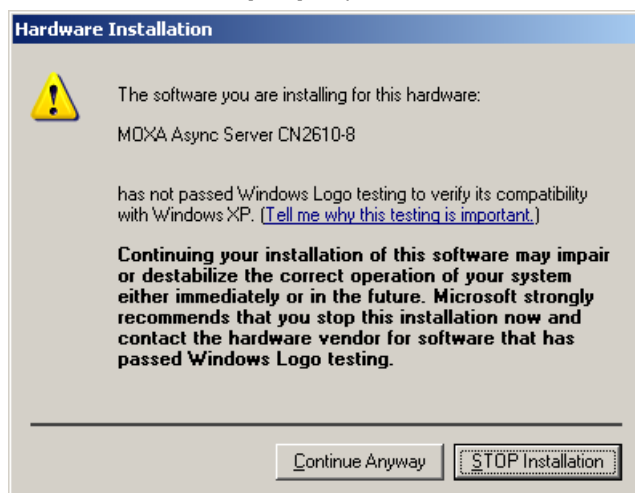 Hardware Installation
The software you are installing for this hardware:
MOXA Async Server CN2610-8
has not passed Windows Logo testing to verify its compatibility
with Windows XP. (Tell me why this testing is important.)
Continuing your installation of this software may impair
or destabilize the correct operation of your system
either immediately or in the future. Microsoft strongly
recommends that you stop this installation now and
contact the hardware vendor for software that has
passed Windows Logo testing.
Continue Anyway
STOP Installation